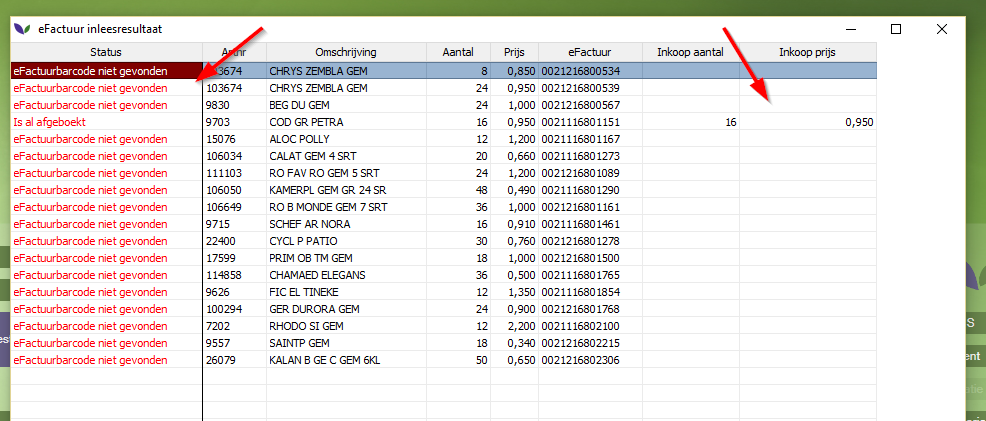 eFactuur inleesresultaat
Status Artnr Omschrijving Aantal Prijs eFactuur Inkoop aantal Inkoop prijs
eFactuurbarcode niet gevonden 103674 CHRYS ZEMBLA GEM 8 0,850 0021216800534
eFactuurbarcode niet gevonden 103674 CHRYS ZEMBLA GEM 24 0,950 0021216800539
eFactuurbarcode niet gevonden 9830 BEG DU GEM 24 1,000 0021216800567
Is al afgeboekt 9703 COD GR PETRA 16 0,950 0021116801151 16 0,950
eFactuurbarcode niet gevonden 15076 ALOC POLLY 12 1,200 0021116801167
eFactuurbarcode niet gevonden 106034 CALAT GEM 4 SRT 20 0,660 0021116801273
eFactuurbarcode niet gevonden 111103 RO FAV RO GEM 5 SRT 24 1,200 0021216801089
eFactuurbarcode niet gevonden 106050 KAMERPL GEM GR 24 SR 48 0,490 0021116801290
eFactuurbarcode niet gevonden 106649 RO B MONDE GEM 7 SRT 36 1,000 0021216801161
eFactuurbarcode niet gevonden 9715 SCHEF AR NORA 16 0,910 0021116801461
eFactuurbarcode niet gevonden 22400 CYCL P PATIO 30 0,760 0021216801278
eFactuurbarcode niet gevonden 17599 PRIM OB TM GEM 18 1,000 0021216801500
eFactuurbarcode niet gevonden 114858 CHAMAED ELEGANS 36 0,500 0021116801765
eFactuurbarcode niet gevonden 9626 FIC EL TINEKE 12 1,350 0021116801854
eFactuurbarcode niet gevonden 100294 GER DURORA GEM 24 0,900 0021216801768
eFactuurbarcode niet gevonden 7202 RHODO SI GEM 12 2,200 0021116802100
eFactuurbarcode niet gevonden 9557 SAINTP GEM 18 0,340 0021216802215
eFactuurbarcode niet gevonden 26079 KALAN B GE C GEM 6KL 50 0,650 0021216802306